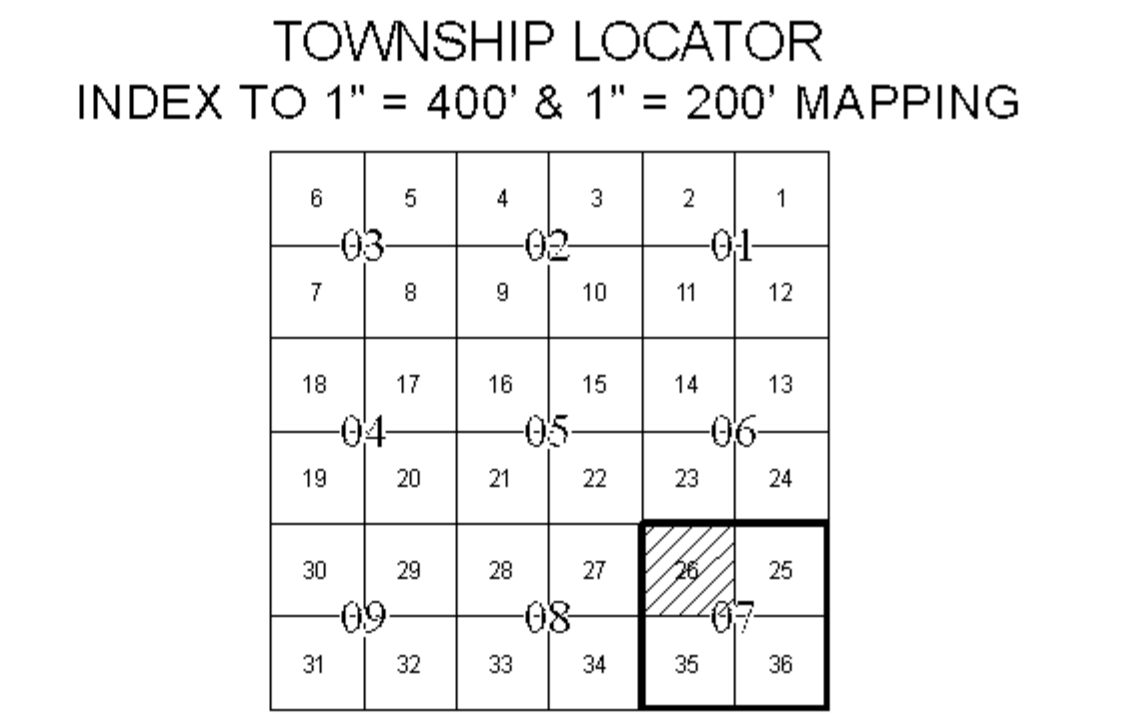 TOWNSHIP LOCATOR
INDEX TO 1" = 400' & 1" = 200' MAPPING
6 5 4 3 2 1
03 02 01
7 8 9 10 11 12
18 17 16 15 14 13
04 05 06
19 20 21 22 23 24
30 29 28 27 26 25
09 08 07
31 32 33 34 35 36